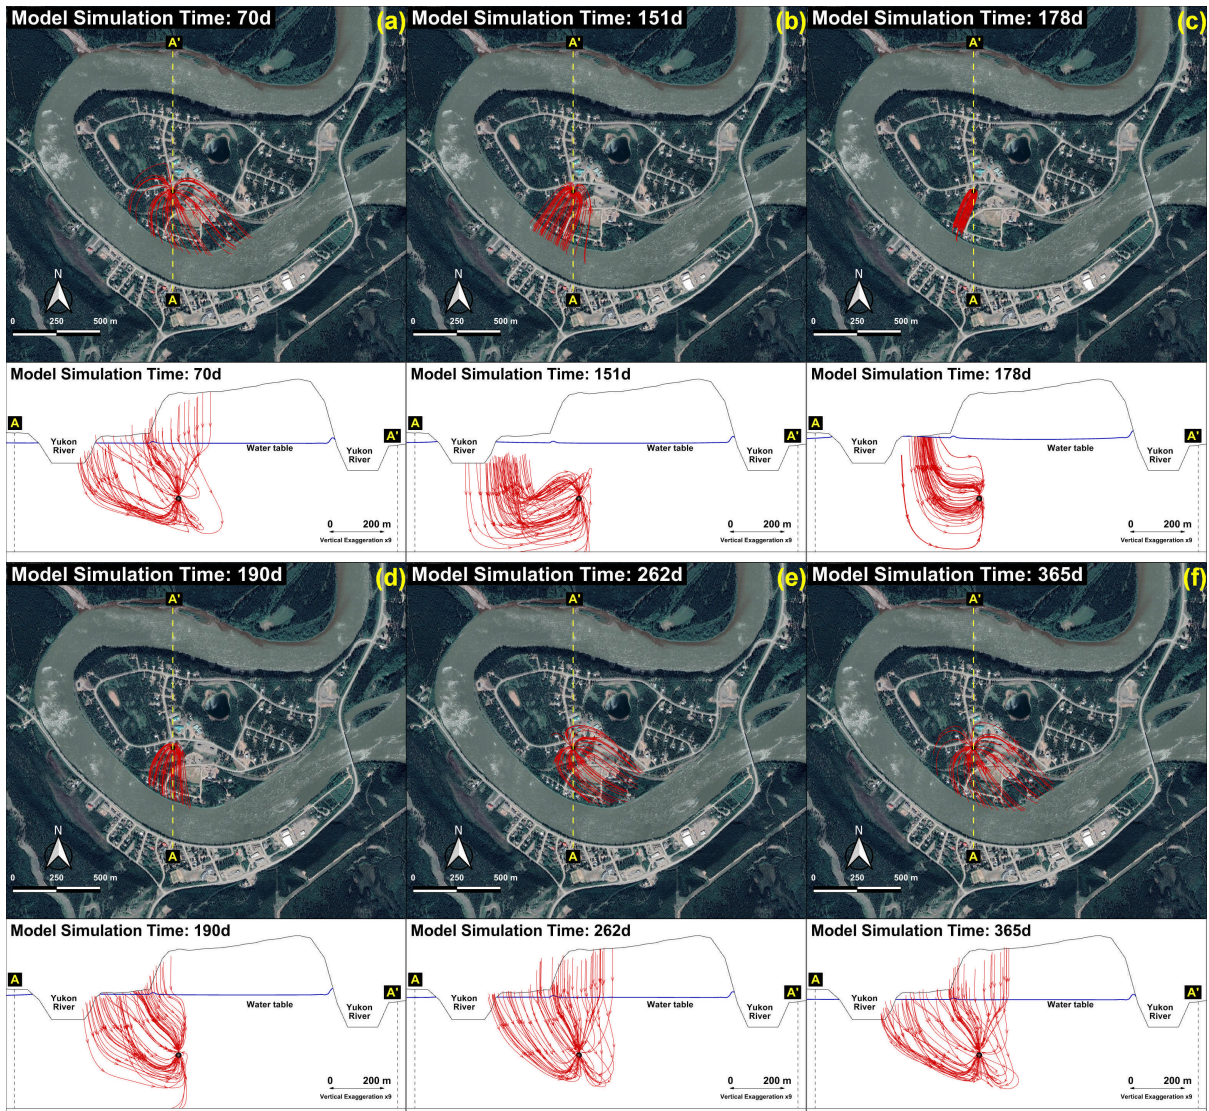 Model Simulation Time: 70d
(a)
A'
N
A
0 250 500 m
Model Simulation Time: 151d
(b)
A'
N
A
0 250 500 m
Model Simulation Time: 178d
(c)
A'
N
A
0 250 500 m
Model Simulation Time: 70d
A
Yukon
River
Water table
A'
Yukon
River
0 200 m
Vertical Exaggeration x9
Model Simulation Time: 151d
A
Yukon
River
Water table
A'
Yukon
River
0 200 m
Vertical Exaggeration x9
Model Simulation Time: 178d
A
Yukon
River
Water table
A'
Yukon
River
0 200 m
Vertical Exaggeration x9
Model Simulation Time: 190d
(d)
A'
N
A
0 250 500 m
Model Simulation Time: 262d
(e)
A'
N
A
0 250 500 m
Model Simulation Time: 365d
(f)
A'
N
A
0 250 500 m
Model Simulation Time: 190d
A
Yukon
River
Water table
A'
Yukon
River
0 200 m
Vertical Exaggeration x9
Model Simulation Time: 262d
A
Yukon
River
Water table
A'
Yukon
River
0 200 m
Vertical Exaggeration x9
Model Simulation Time: 365d
A
Yukon
River
Water table
A'
Yukon
River
0 200 m
Vertical Exaggeration x9